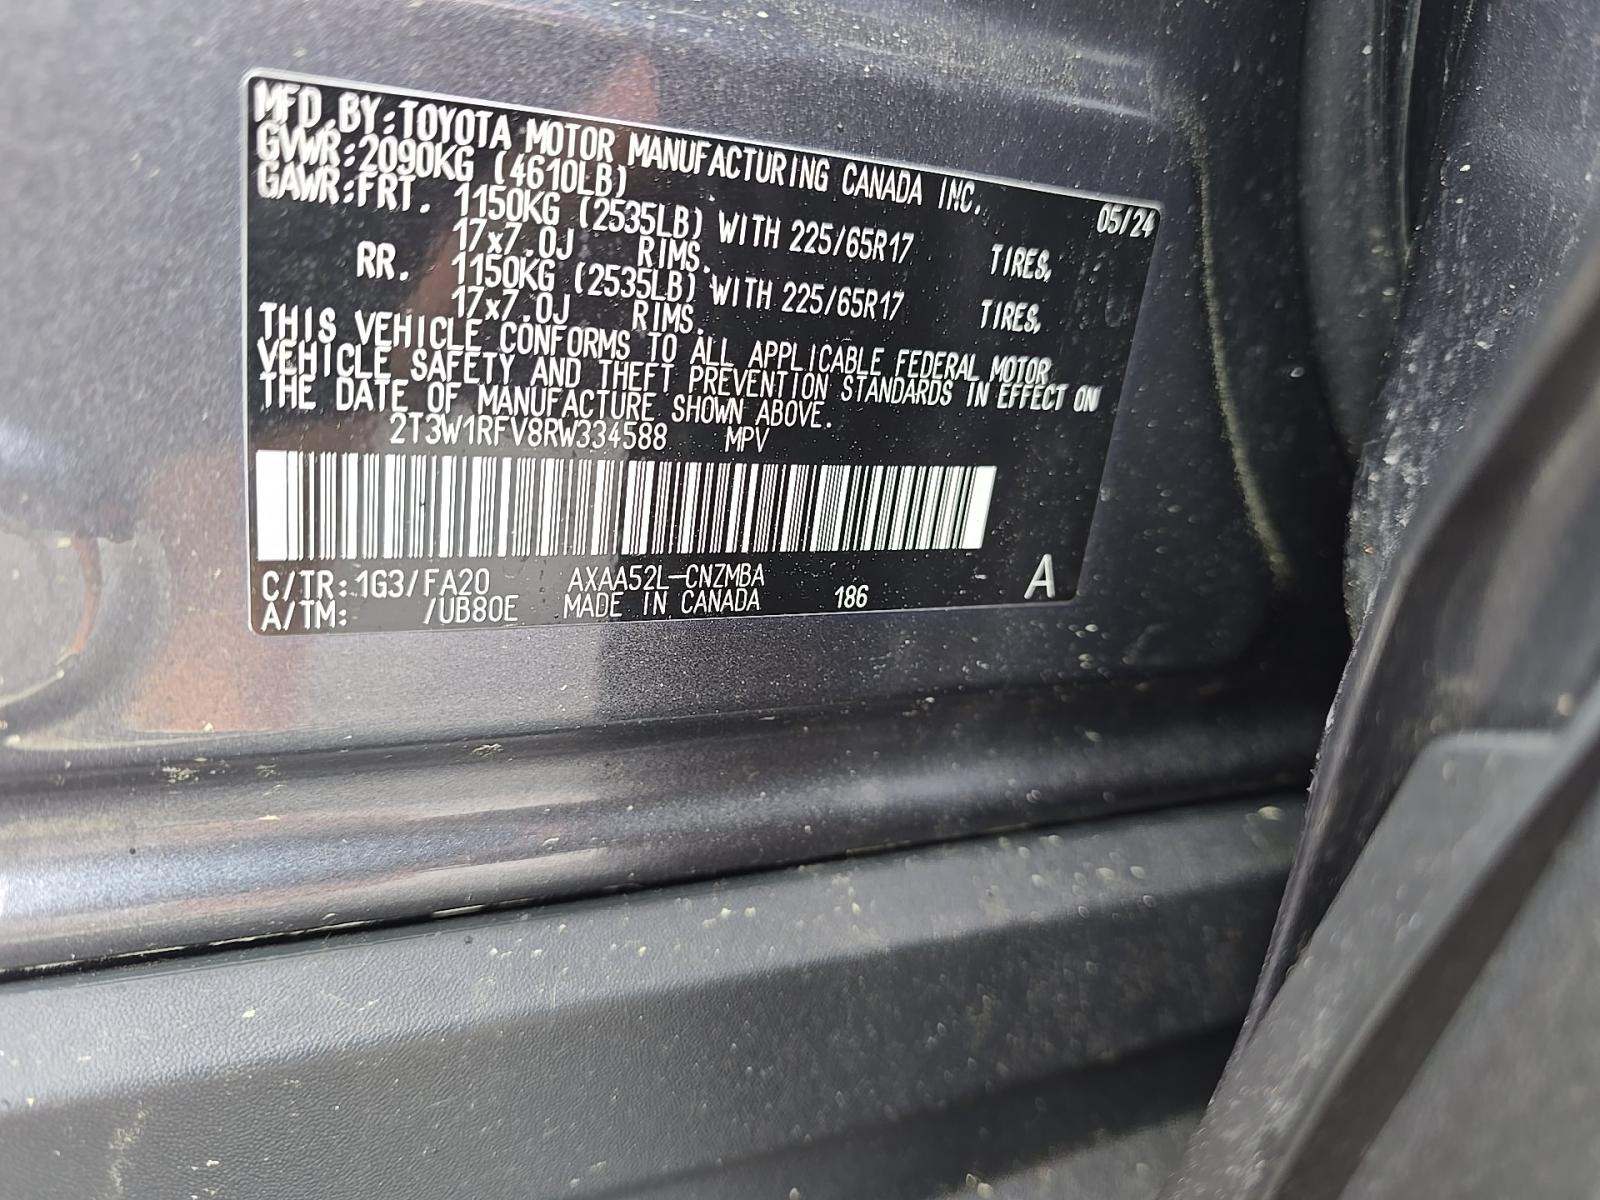 MFD.BY:TOYOTA MOTOR MANUFACTURING CANADA INC. 05/24
GVWR:2090KG (4610LB)
GAWR:FRT. 1150KG (2535LB) WITH 225/65R17 TIRES,
17x7.0J RIMS.
RR. 1150KG (2535LB) WITH 225/65R17 TIRES,
17x7.0J RIMS.
THIS VEHICLE CONFORMS TO ALL APPLICABLE FEDERAL MOTOR
VEHICLE SAFETY AND THEFT PREVENTION STANDARDS IN EFFECT ON
THE DATE OF MANUFACTURE SHOWN ABOVE.
2T3W1RFV8RW334588 MPV
C/TR:1G3/FA20 AXAA52L-CNZMBA
A/TM: /UB80E MADE IN CANADA 186 A